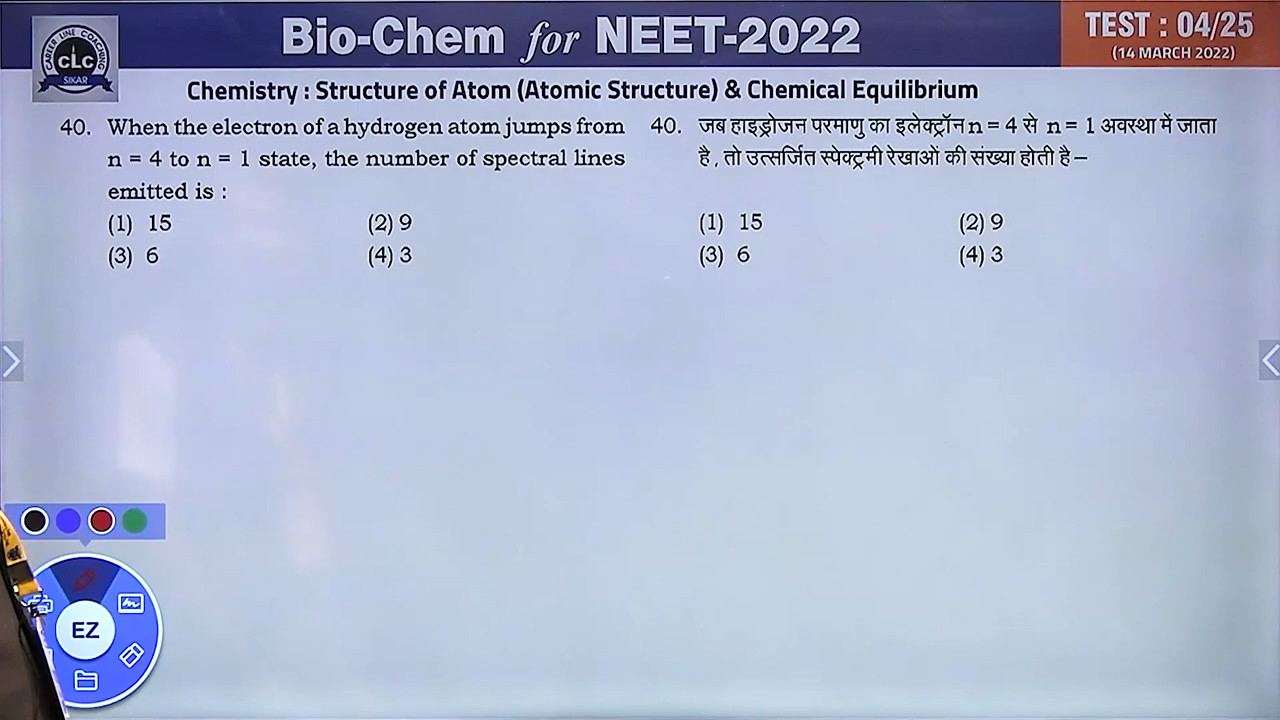 CAREER LINE COACHING
CLC
SIKAR
Bio-Chem for NEET-2022
TEST : 04/25
(14 MARCH 2022)
Chemistry : Structure of Atom (Atomic Structure) & Chemical Equilibrium
40. When the electron of a hydrogen atom jumps from
n = 4 to n = 1 state, the number of spectral lines
emitted is :
(1) 15 (2) 9
(3) 6 (4) 3
40. जब हाइड्रोजन परमाणु का इलेक्ट्रॉन n = 4 से n = 1 अवस्था में जाता
है , तो उत्सर्जित स्पेक्ट्रमी रेखाओं की संख्या होती है –
(1) 15 (2) 9
(3) 6 (4) 3
EZ